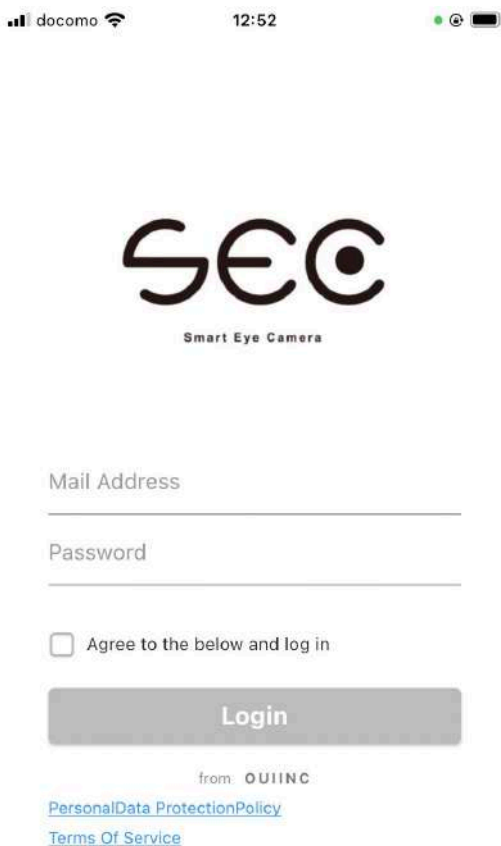 docomo 12:52
SEC
Smart Eye Camera
Mail Address
Password
Agree to the below and log in
Login
from OUIINC
PersonalData ProtectionPolicy
Terms Of Service